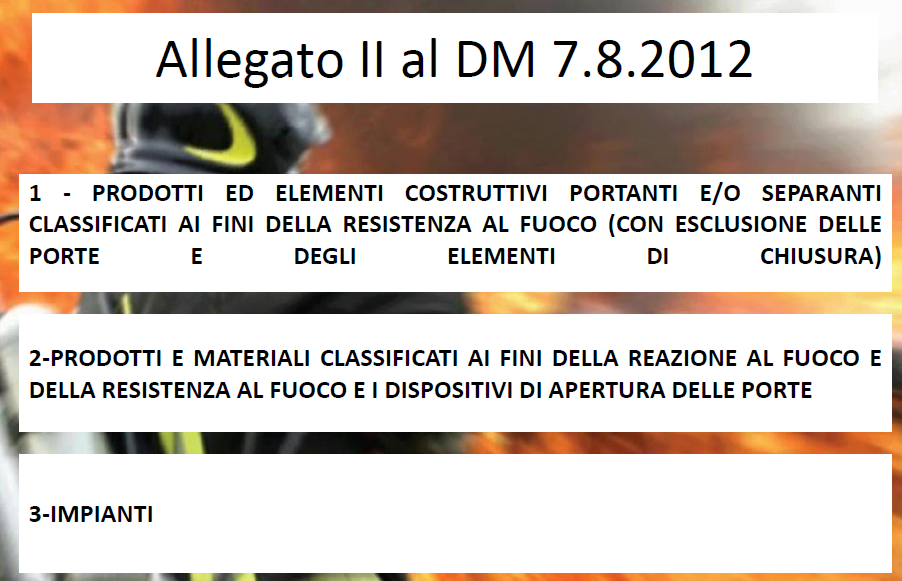 Allegato II al DM 7.8.2012
1 - PRODOTTI ED ELEMENTI COSTRUTTIVI PORTANTI E/O SEPARANTI
CLASSIFICATI AI FINI DELLA RESISTENZA AL FUOCO (CON ESCLUSIONE DELLE
PORTE E DEGLI ELEMENTI DI CHIUSURA)
2-PRODOTTI E MATERIALI CLASSIFICATI AI FINI DELLA REAZIONE AL FUOCO E
DELLA RESISTENZA AL FUOCO E I DISPOSITIVI DI APERTURA DELLE PORTE
3-IMPIANTI